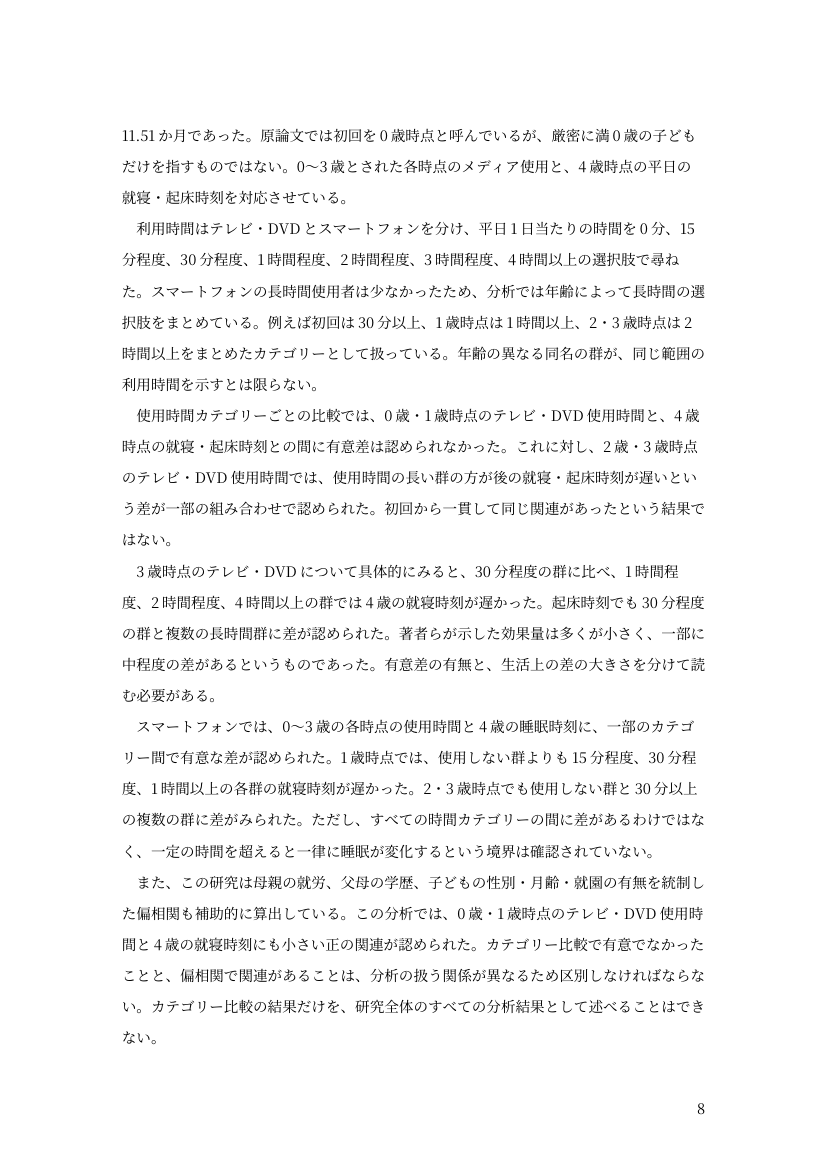 11.51か月であった。原論文では初回を0歳時点と呼んでいるが、厳密に満0歳の子ども
だけを指すものではない。0～3歳とされた各時点のメディア使用と、4歳時点の平日の
就寝・起床時刻を対応させている。
　利用時間はテレビ・DVDとスマートフォンを分け、平日1日当たりの時間を0分、15
分程度、30分程度、1時間程度、2時間程度、3時間程度、4時間以上の選択肢で尋ね
た。スマートフォンの長時間使用者は少なかったため、分析では年齢によって長時間の選
択肢をまとめている。例えば初回は30分以上、1歳時点は1時間以上、2・3歳時点は2
時間以上をまとめたカテゴリーとして扱っている。年齢の異なる同名の群が、同じ範囲の
利用時間を示すとは限らない。
　使用時間カテゴリーごとの比較では、0歳・1歳時点のテレビ・DVD使用時間と、4歳
時点の就寝・起床時刻との間に有意差は認められなかった。これに対し、2歳・3歳時点
のテレビ・DVD使用時間では、使用時間の長い群の方が後の就寝・起床時刻が遅いとい
う差が一部の組み合わせで認められた。初回から一貫して同じ関連があったという結果で
はない。
　3歳時点のテレビ・DVDについて具体的にみると、30分程度の群に比べ、1時間程
度、2時間程度、4時間以上の群では4歳の就寝時刻が遅かった。起床時刻でも30分程度
の群と複数の長時間群に差が認められた。著者らが示した効果量は多くが小さく、一部に
中程度の差があるというものであった。有意差の有無と、生活上の差の大きさを分けて読
む必要がある。
　スマートフォンでは、0～3歳の各時点の使用時間と4歳の睡眠時刻に、一部のカテゴ
リー間で有意な差が認められた。1歳時点では、使用しない群よりも15分程度、30分程
度、1時間以上の各群の就寝時刻が遅かった。2・3歳時点でも使用しない群と30分以上
の複数の群に差がみられた。ただし、すべての時間カテゴリーの間に差があるわけではな
く、一定の時間を超えると一律に睡眠が変化するという境界は確認されていない。
　また、この研究は母親の就労、父母の学歴、子どもの性別・月齢・就園の有無を統制し
た偏相関も補助的に算出している。この分析では、0歳・1歳時点のテレビ・DVD使用時
間と4歳の就寝時刻にも小さい正の関連が認められた。カテゴリー比較で有意でなかった
ことと、偏相関で関連があることは、分析の扱う関係が異なるため区別しなければならな
い。カテゴリー比較の結果だけを、研究全体のすべての分析結果として述べることはでき
ない。
8